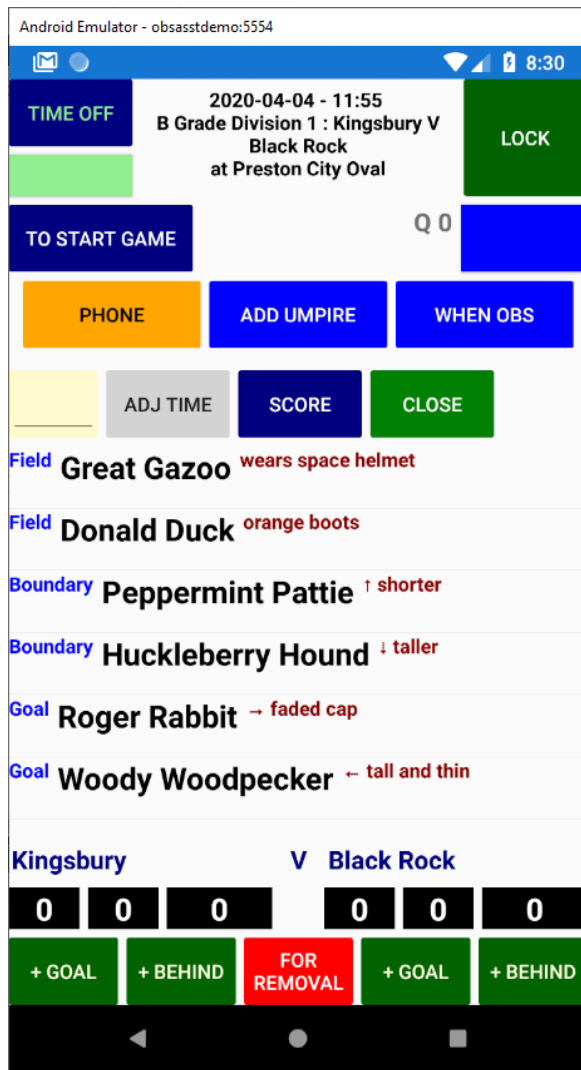 Android Emulator - obsasstdemo:5554
8:30
TIME OFF
2020-04-04 - 11:55
B Grade Division 1 : Kingsbury V
Black Rock
at Preston City Oval
LOCK
TO START GAME
Q 0
PHONE ADD UMPIRE WHEN OBS
ADJ TIME SCORE CLOSE
Field Great Gazoo wears space helmet
Field Donald Duck orange boots
Boundary Peppermint Pattie ↑ shorter
Boundary Huckleberry Hound ↓ taller
Goal Roger Rabbit → faded cap
Goal Woody Woodpecker ← tall and thin
Kingsbury V Black Rock
0 0 0 0 0 0
+ GOAL + BEHIND FOR REMOVAL + GOAL + BEHIND